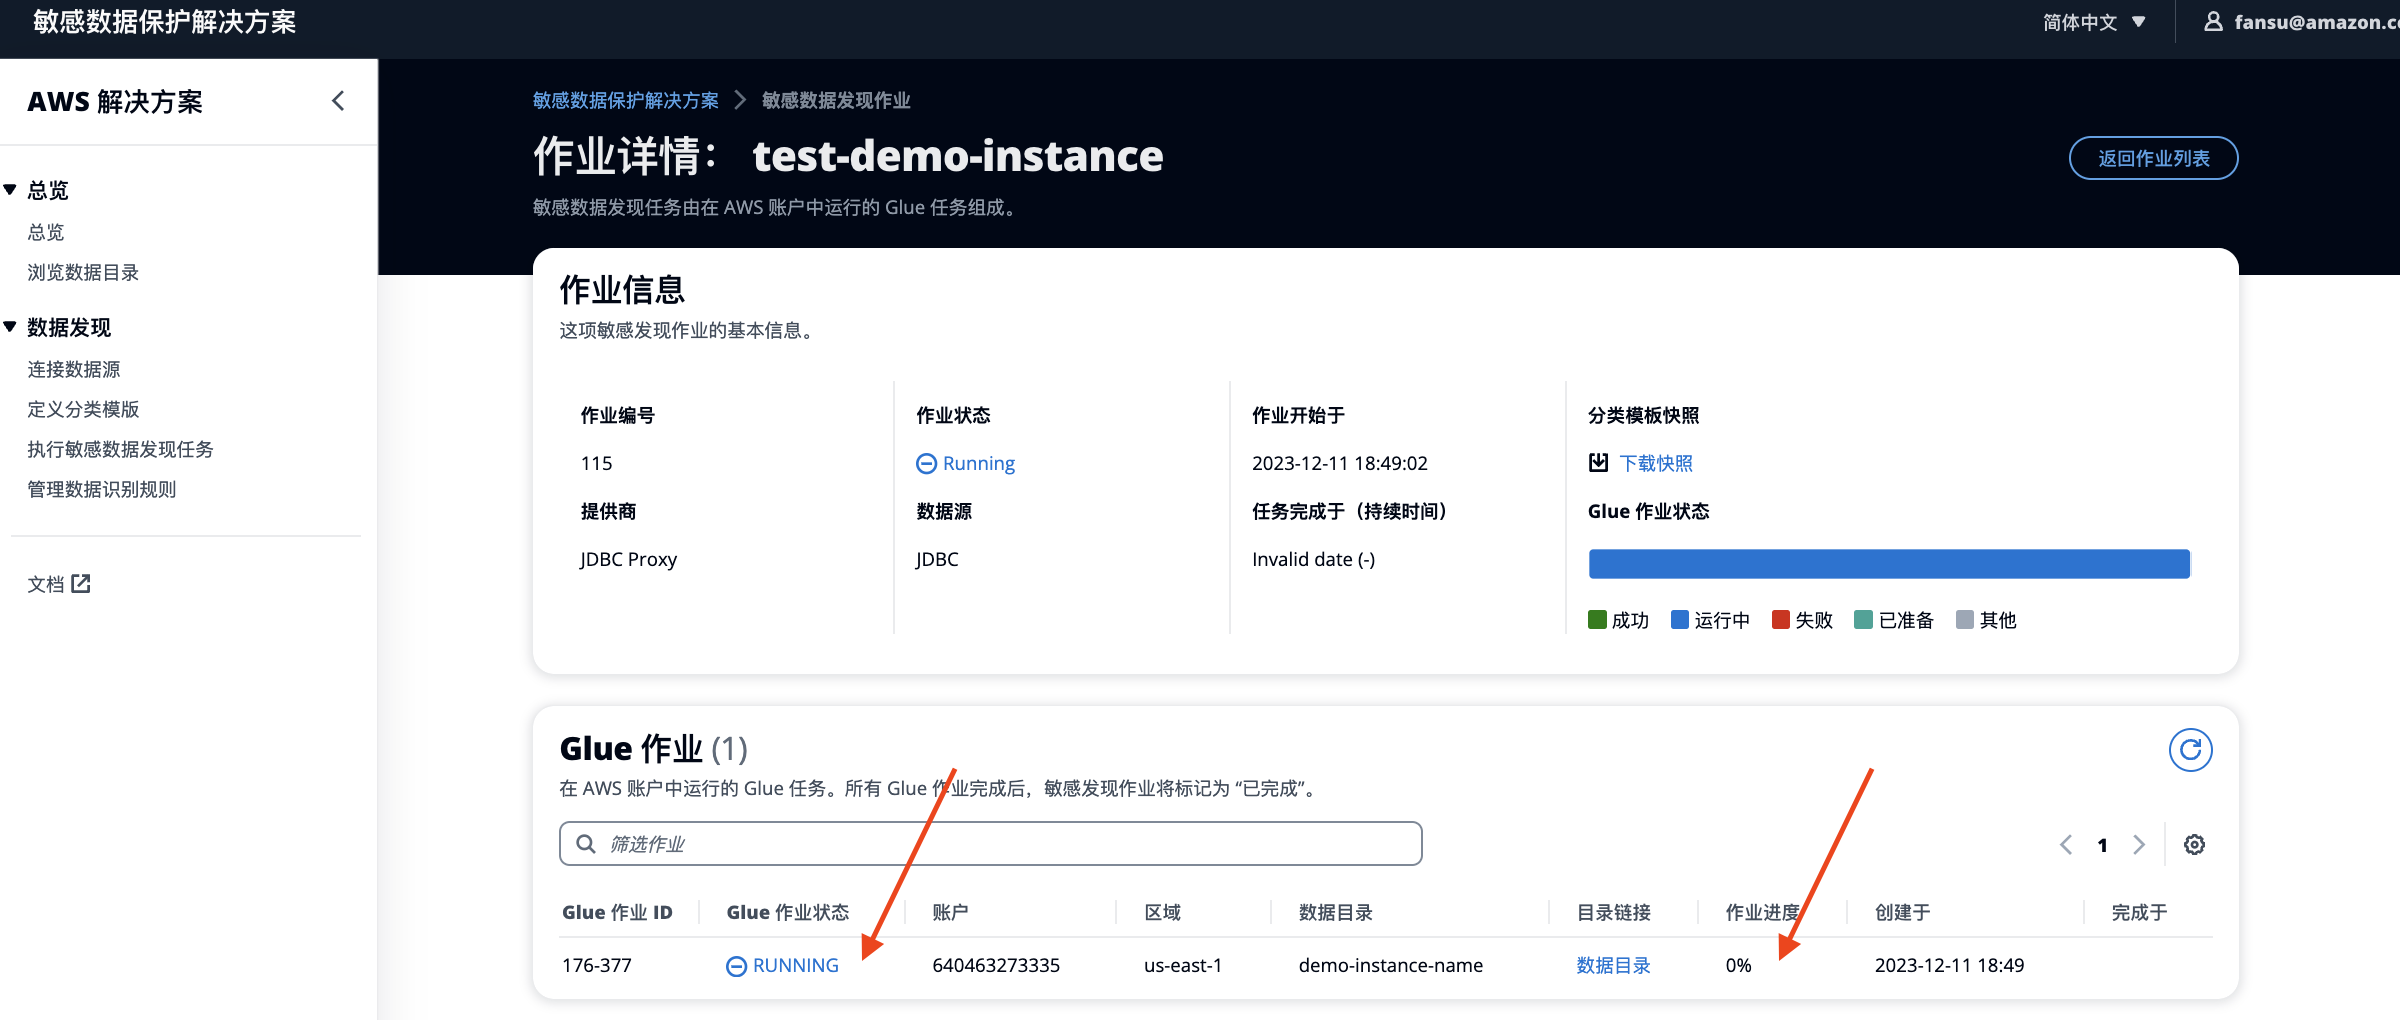 敏感数据保护解决方案
简体中文
fansu@amazon.c
AWS 解决方案
总览
总览
浏览数据目录
数据发现
连接数据源
定义分类模版
执行敏感数据发现任务
管理数据识别规则
文档
敏感数据保护解决方案
敏感数据发现作业
作业详情： test-demo-instance
返回作业列表
敏感数据发现任务由在 AWS 账户中运行的 Glue 任务组成。
作业信息
这项敏感发现作业的基本信息。
作业编号
115
提供商
JDBC Proxy
作业状态
Running
数据源
JDBC
作业开始于
2023-12-11 18:49:02
任务完成于（持续时间）
Invalid date (-)
分类模板快照
下载快照
Glue 作业状态
成功 运行中 失败 已准备 其他
Glue 作业 (1)
在 AWS 账户中运行的 Glue 任务。所有 Glue 作业完成后，敏感发现作业将标记为 “已完成”。
筛选作业
1
Glue 作业 ID Glue 作业状态 账户 区域 数据目录 目录链接 作业进度 创建于 完成于
176-377 RUNNING 640463273335 us-east-1 demo-instance-name 数据目录 0% 2023-12-11 18:49